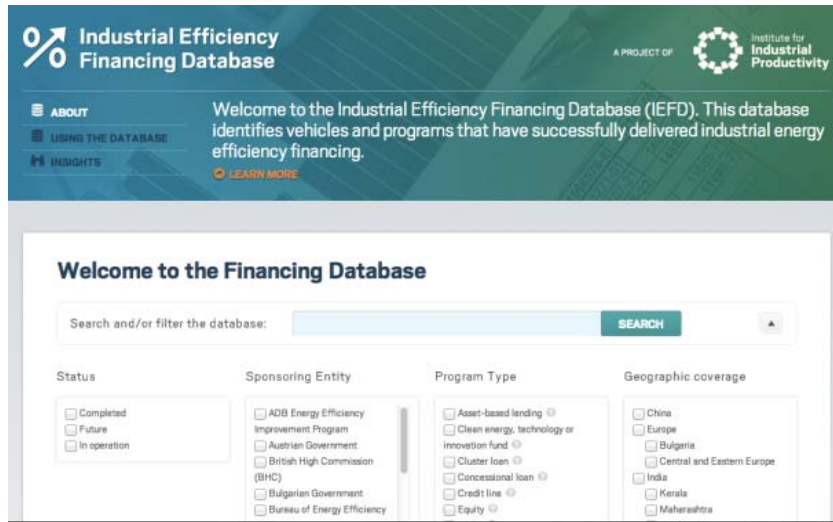 Industrial Efficiency
Financing Database
A PROJECT OF
Institute for
Industrial
Productivity
ABOUT
USING THE DATABASE
INSIGHTS
Welcome to the Industrial Efficiency Financing Database (IEFD). This database
identifies vehicles and programs that have successfully delivered industrial energy
efficiency financing.
LEARN MORE
Welcome to the Financing Database
Search and/or filter the database:
SEARCH
Status
Completed
Future
In operation
Sponsoring Entity
ADB Energy Efficiency
Improvement Program
Austrian Government
British High Commission
(BHC)
Bulgarian Government
Bureau of Energy Efficiency
Program Type
Asset-based lending
Clean energy, technology or
innovation fund
Cluster loan
Concessional loan
Credit line
Equity
Geographic coverage
China
Europe
Bulgaria
Central and Eastern Europe
India
Kerala
Maharashtra